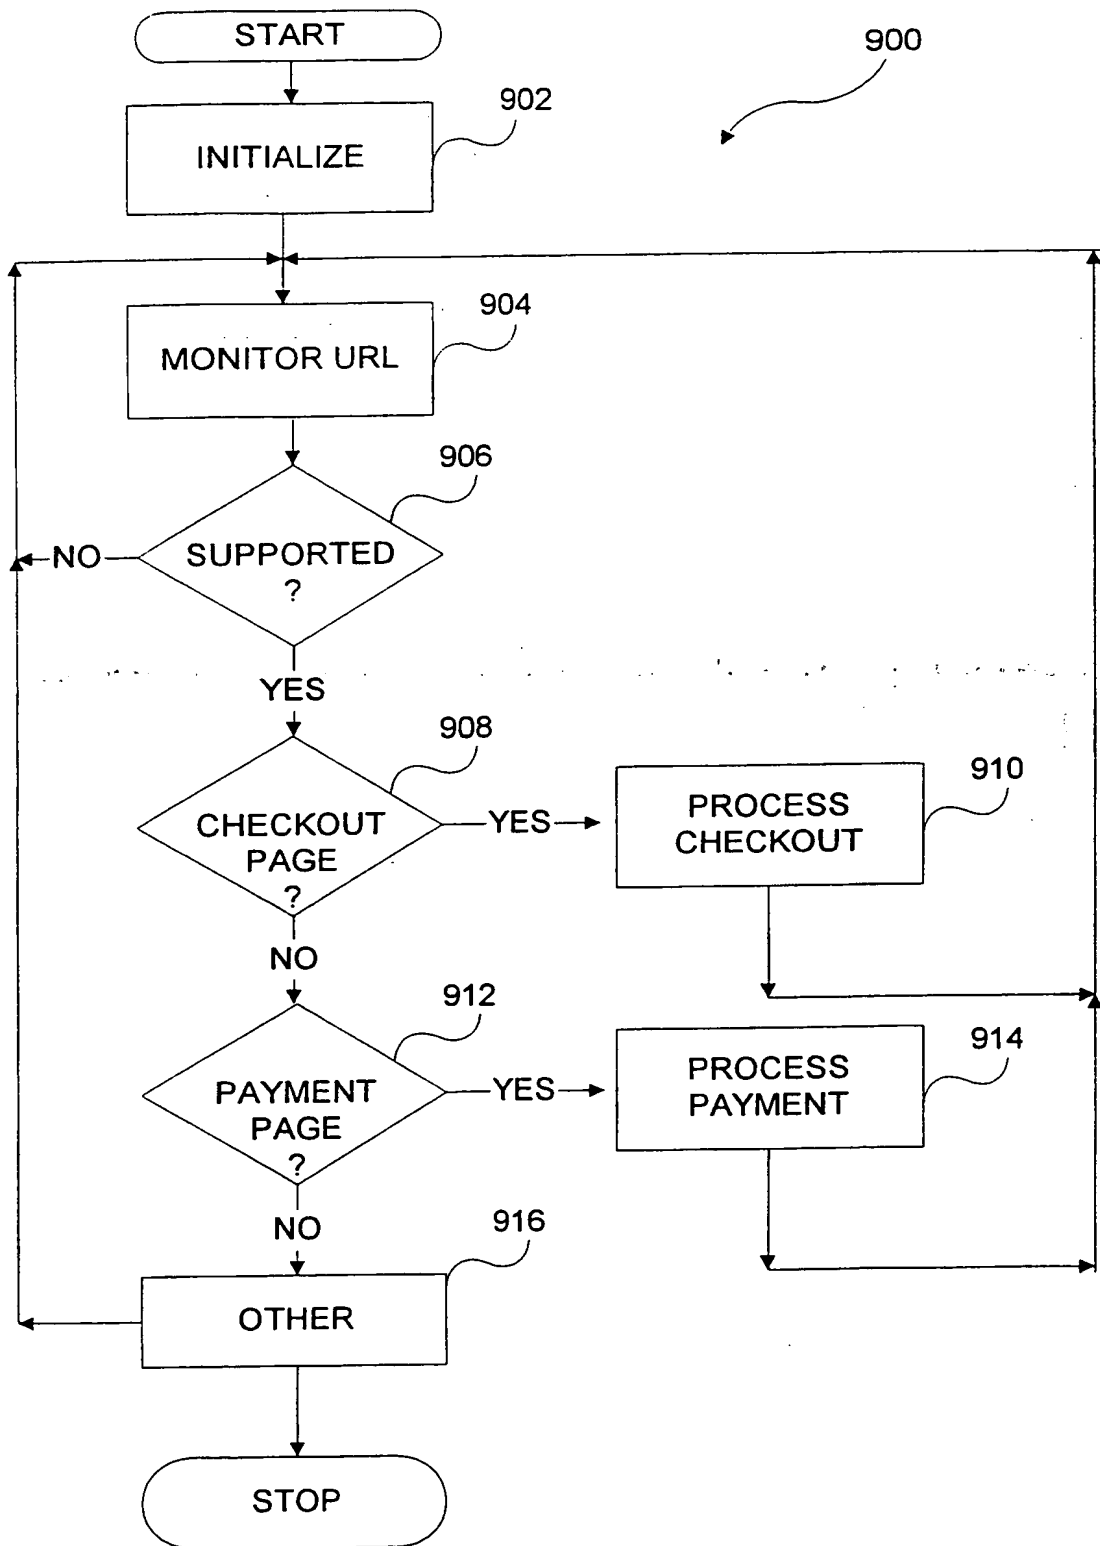 START
900
902
INITIALIZE
904
MONITOR URL
906
NO
SUPPORTED
?
YES
908
CHECKOUT
PAGE
?
YES
910
PROCESS
CHECKOUT
NO
912
PAYMENT
PAGE
?
YES
914
PROCESS
PAYMENT
NO
916
OTHER
STOP